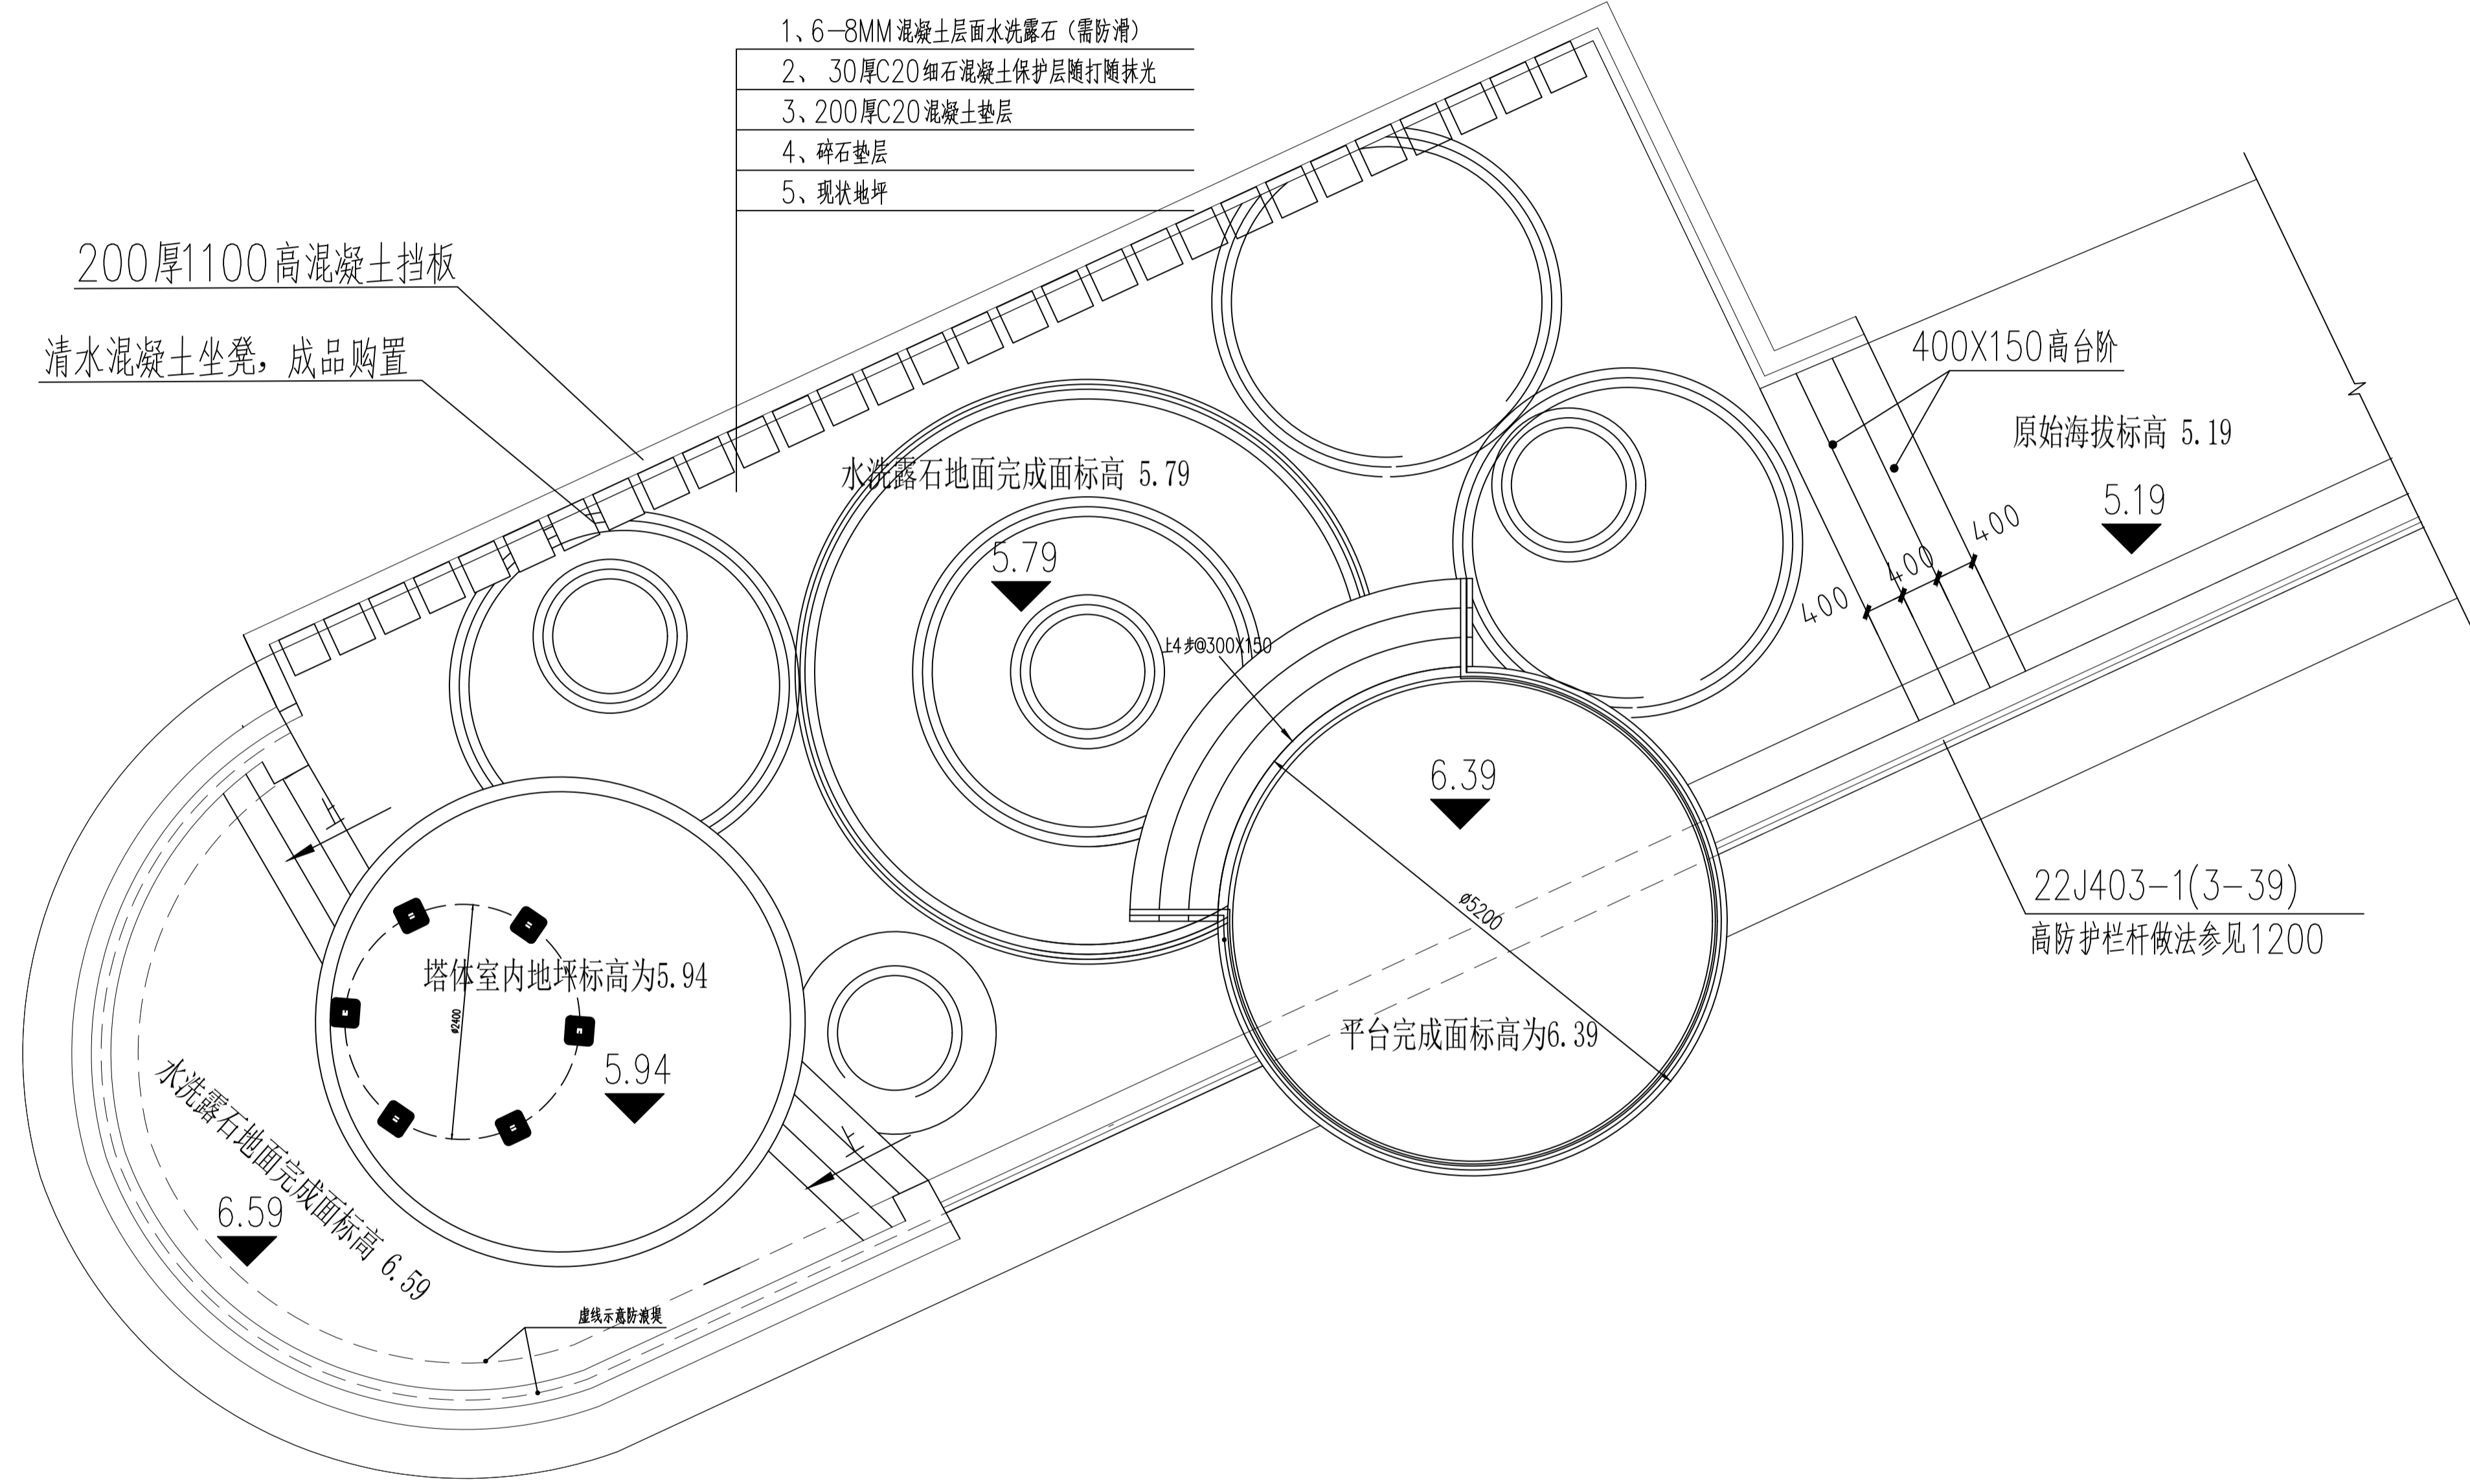 1、6-8MM混凝土层面水洗露石（需防滑）
2、 30厚C20细石混凝土保护层随打随抹光
3、200厚C20混凝土垫层
4、碎石垫层
5、现状地坪
200厚1100高混凝土挡板
清水混凝土坐凳，成品购置
400X150高台阶
原始海拔标高 5.19
5.19
水洗露石地面完成面标高 5.79
5.79
400
400
400
上4步@300X150
6.39
ø5200
22J403-1(3-39)
高防护栏杆做法参见1200
上
塔体室内地坪标高为5.94
ø2400
5.94
平台完成面标高为6.39
上
水洗露石地面完成面标高 6.59
6.59
虚线示意防浪堤